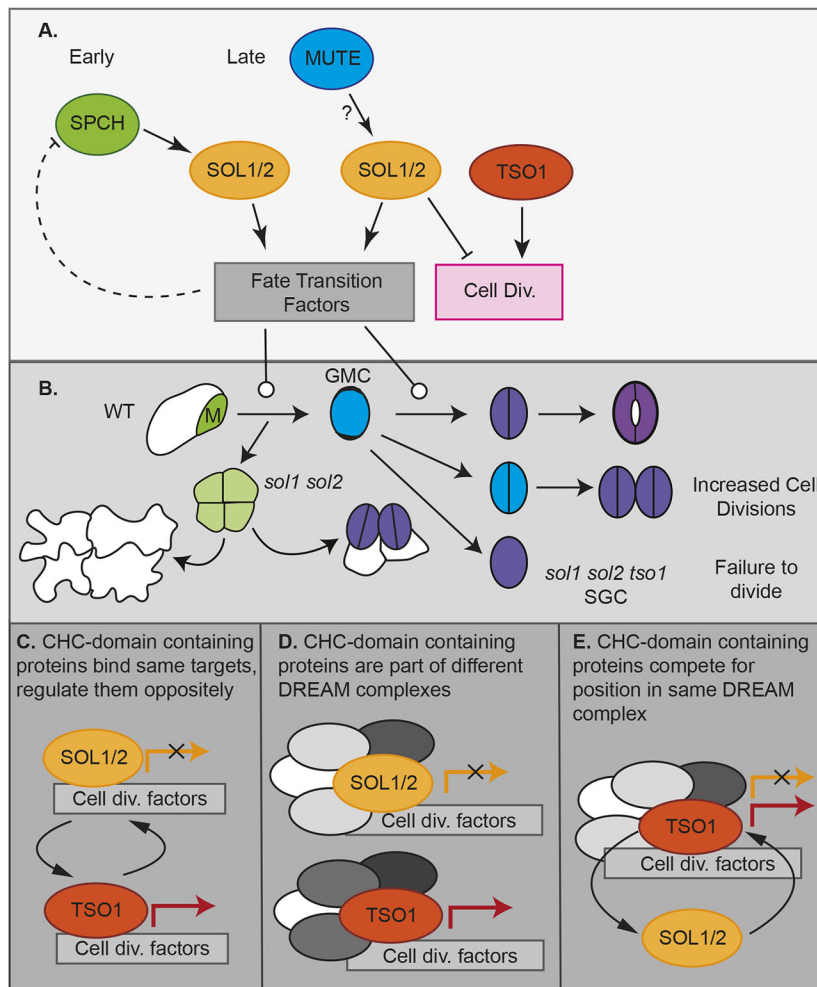 A.
Early
Late
MUTE
?
SPCH
SOL1/2
SOL1/2
TSO1
Fate Transition
Factors
Cell Div.
B.
WT
M
GMC
sol1 sol2
Increased Cell
Divisions
sol1 sol2 tso1
SGC
Failure to
divide
C. CHC-domain containing
proteins bind same targets,
regulate them oppositely
SOL1/2
Cell div. factors
TSO1
Cell div. factors
D. CHC-domain containing
proteins are part of different
DREAM complexes
SOL1/2
Cell div. factors
TSO1
Cell div. factors
E. CHC-domain containing
proteins compete for
position in same DREAM
complex
TSO1
Cell div. factors
SOL1/2